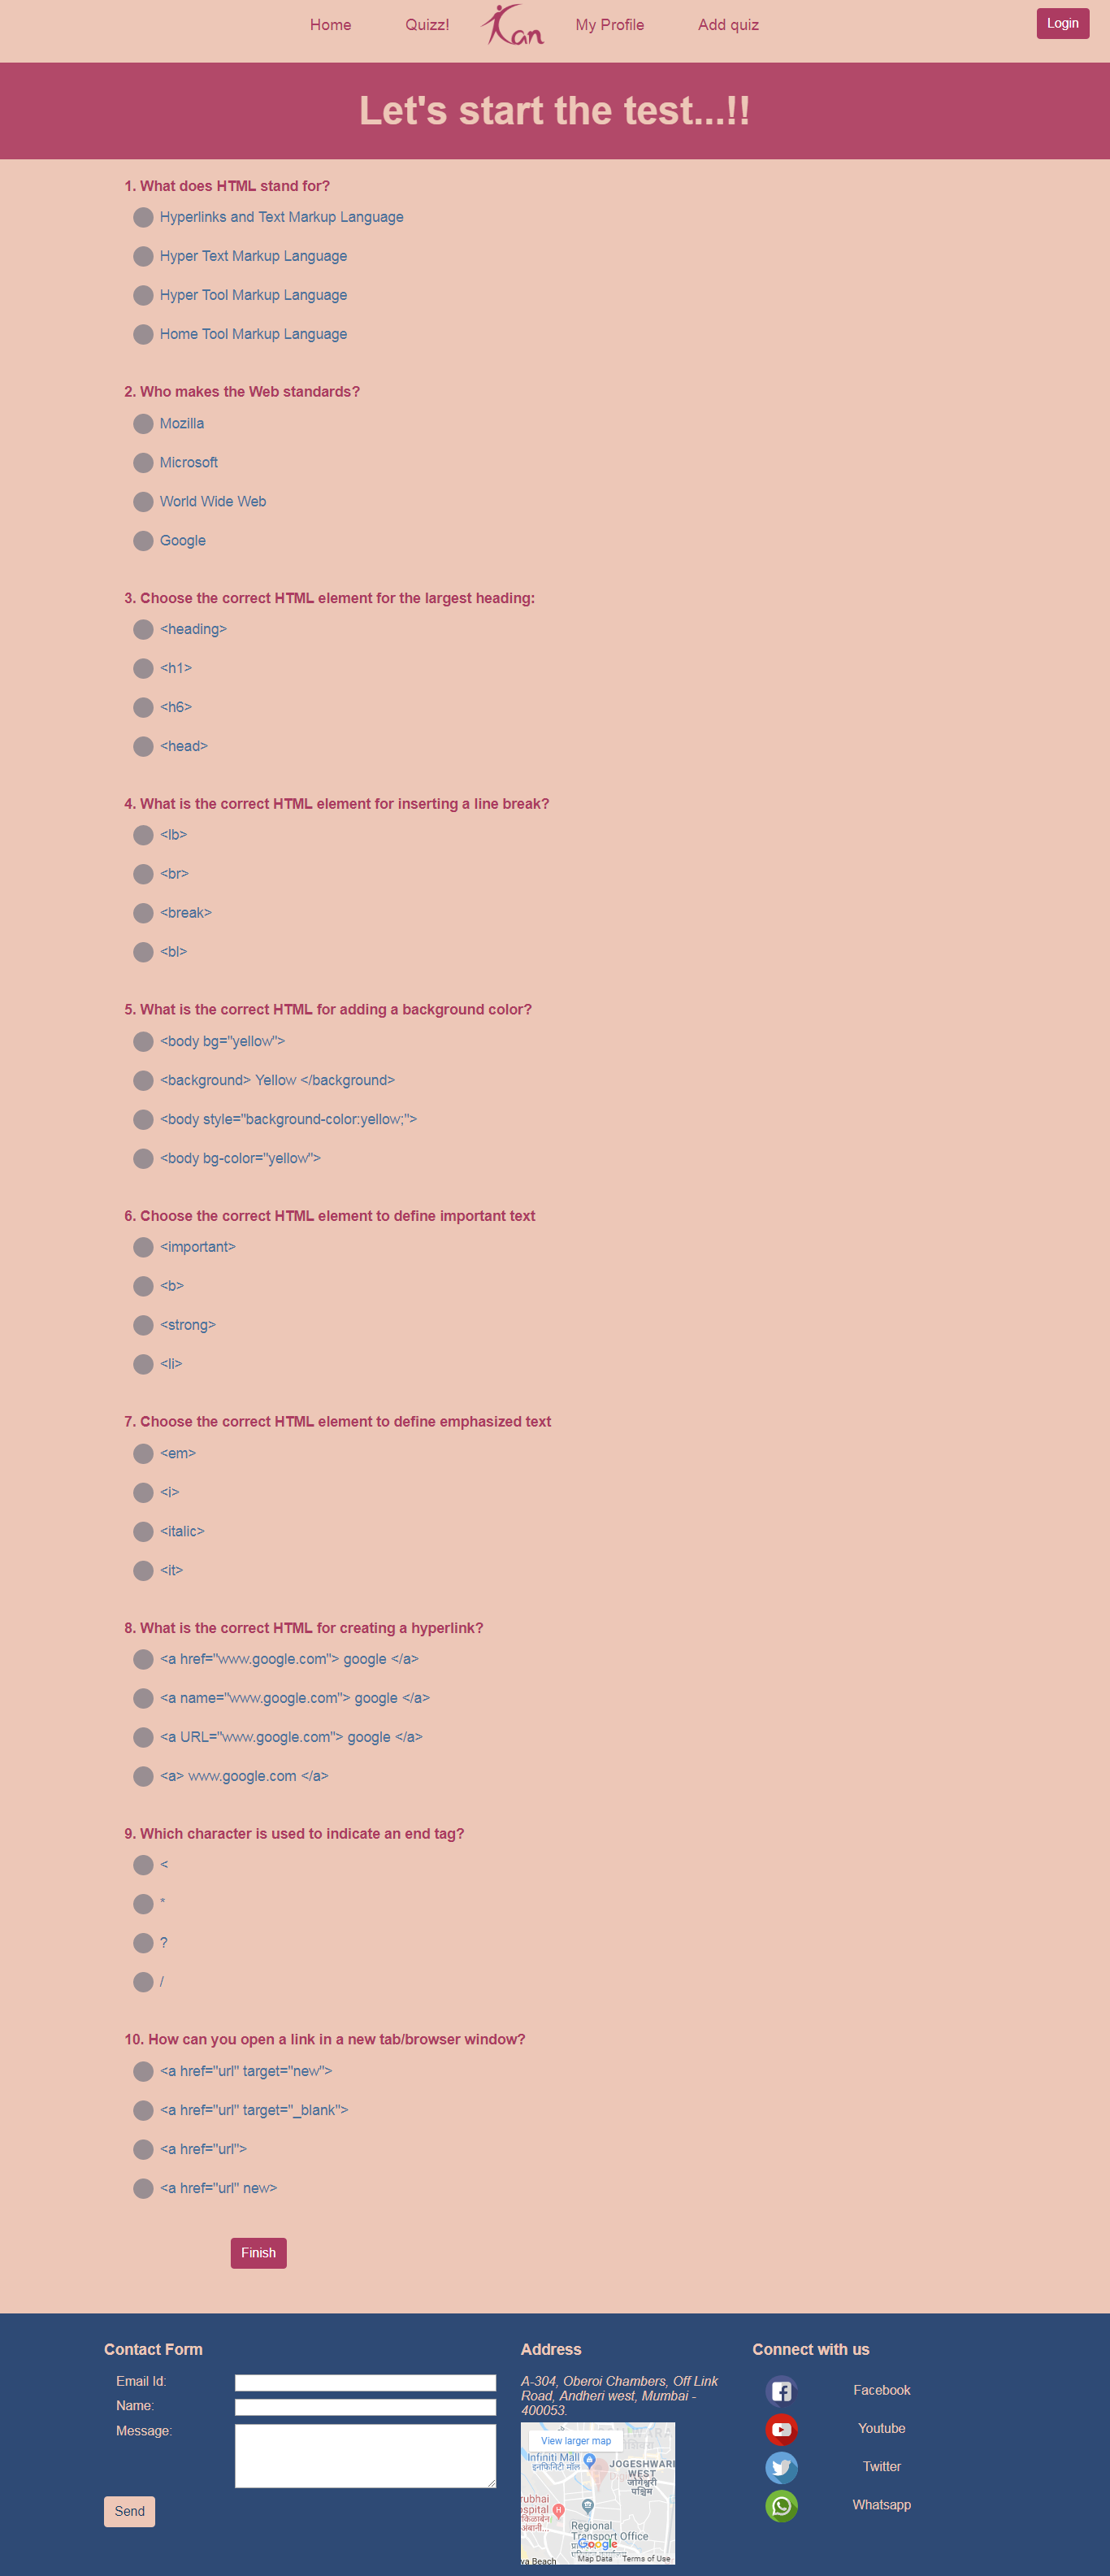 Home Quizz! Kan My Profile Add quiz Login
Let's start the test...!!
1. What does HTML stand for?
Hyperlinks and Text Markup Language
Hyper Text Markup Language
Hyper Tool Markup Language
Home Tool Markup Language
2. Who makes the Web standards?
Mozilla
Microsoft
World Wide Web
Google
3. Choose the correct HTML element for the largest heading:
<heading>
<h1>
<h6>
<head>
4. What is the correct HTML element for inserting a line break?
<lb>
<br>
<break>
<bl>
5. What is the correct HTML for adding a background color?
<body bg="yellow">
<background> Yellow </background>
<body style="background-color:yellow;">
<body bg-color="yellow">
6. Choose the correct HTML element to define important text
<important>
<b>
<strong>
<li>
7. Choose the correct HTML element to define emphasized text
<em>
<i>
<italic>
<it>
8. What is the correct HTML for creating a hyperlink?
<a href="www.google.com"> google </a>
<a name="www.google.com"> google </a>
<a URL="www.google.com"> google </a>
<a> www.google.com </a>
9. Which character is used to indicate an end tag?
<
*
?
/
10. How can you open a link in a new tab/browser window?
<a href="url" target="new">
<a href="url" target="_blank">
<a href="url">
<a href="url" new>
Finish
Contact Form
Email Id:
Name:
Message:
Send
Address
A-304, Oberoi Chambers, Off Link
Road, Andheri west, Mumbai -
400053.
View larger map
Infiniti Mall
इनफिनिटी मॉल
JOGESHWARI
WEST
जोगेश्वरी
पश्चिम
Regional
Transport Office
Google
Map Data Terms of Use
va Beach
Connect with us
Facebook
Youtube
Twitter
Whatsapp